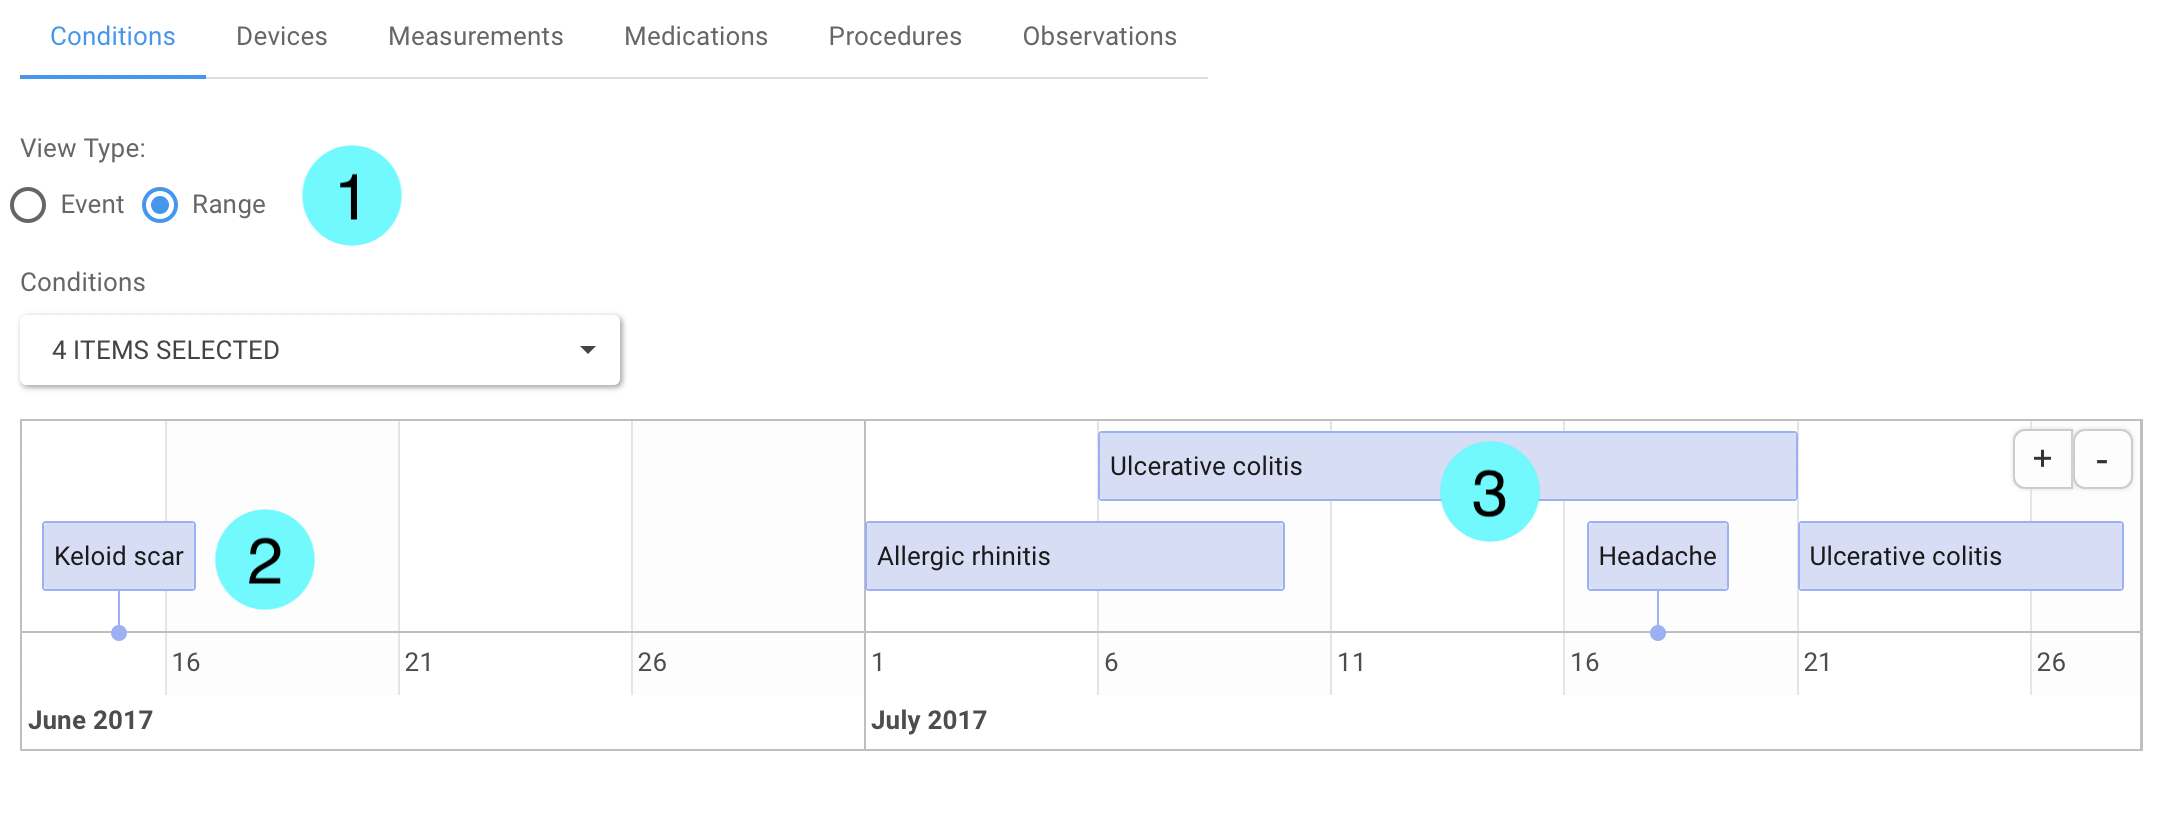 Conditions Devices Measurements Medications Procedures Observations
View Type:
Event Range 1
Conditions
4 ITEMS SELECTED
Ulcerative colitis 3 + -
Keloid scar 2 Allergic rhinitis Headache Ulcerative colitis
16 21 26 1 6 11 16 21 26
June 2017 July 2017